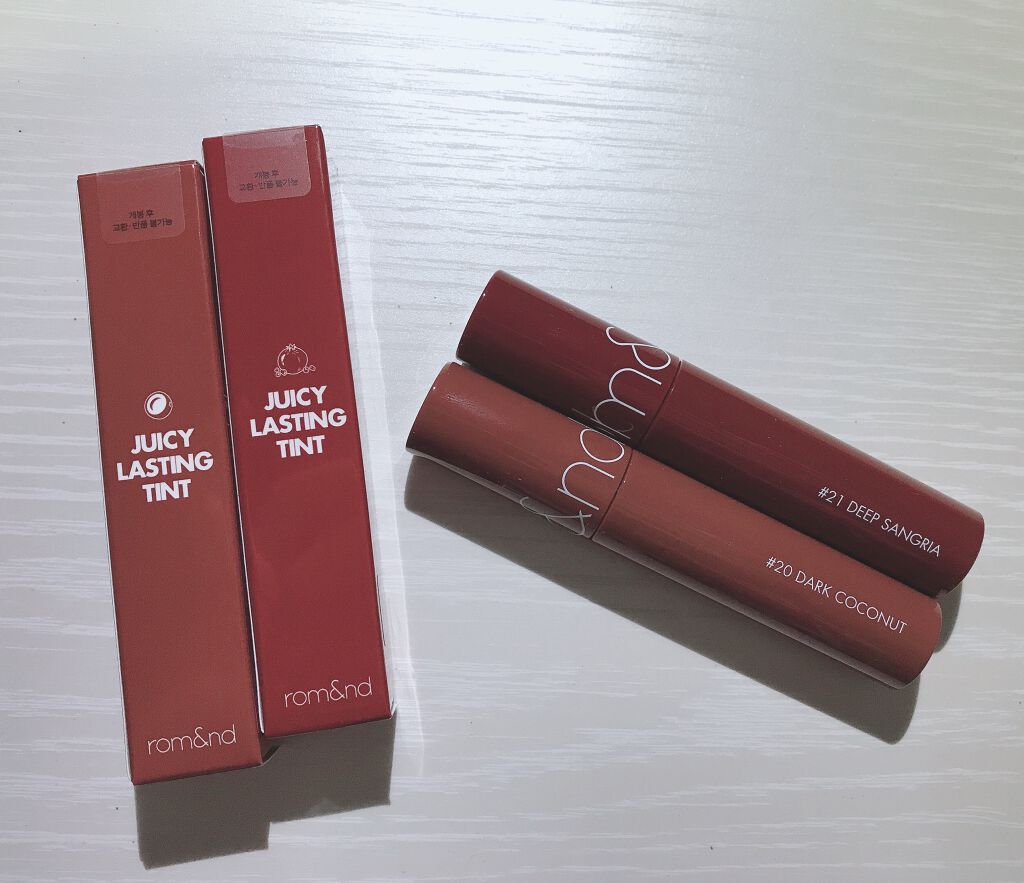 개봉 후
교환·반품 불가능
JUICY
LASTING
TINT
rom&nd
개봉 후
교환·반품 불가능
JUICY
LASTING
TINT
rom&nd
rom&
#21 DEEP SANGRIA
rom&
#20 DARK COCONUT